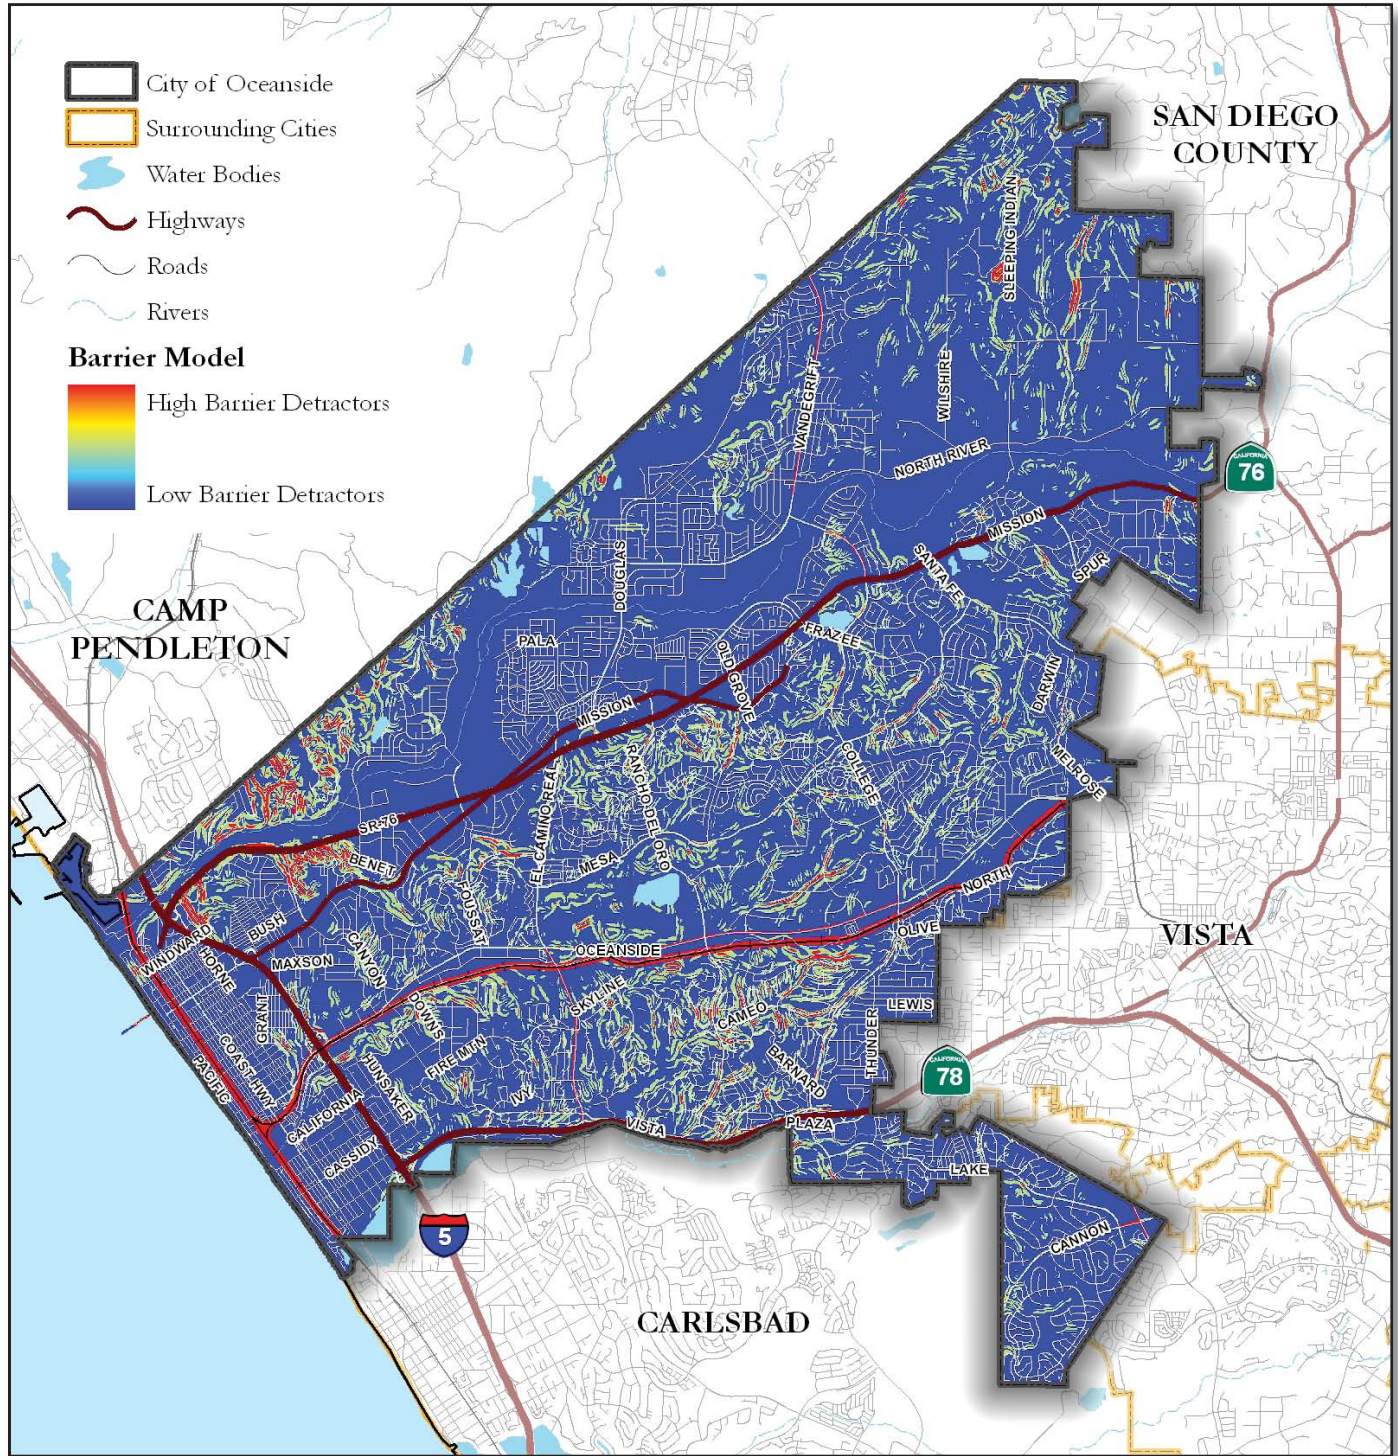 City of Oceanside
Surrounding Cities
Water Bodies
Highways
Roads
Rivers
Barrier Model
High Barrier Detractors
Low Barrier Detractors
SAN DIEGO
COUNTY
SLEEPING INDIAN
VANDEGRIFT
WILSHIRE
NORTH RIVER
CALIFORNIA
76
MISSION
SANTA FE
SPUR
DOUGLAS
CAMP
PENDLETON
PALA
FRAZEE
OLD GROVE
DARWIN
MISSION
RANCHO DEL ORO
COLLEGE
MELROSE
EL CAMINO REAL
SR-76
BENET
MESA
FOUSSAT
NORTH
OLIVE
VISTA
BUSH
WINDWARD
HORNE
MAXSON
CANYON
OCEANSIDE
SKYLINE
LEWIS
GRANT
DOWNS
CAMEO
THUNDER
COAST HWY
FIRE MTN
BARNARD
CALIFORNIA
78
PACIFIC
HUNSAKER
IVY
CALIFORNIA
VISTA
PLAZA
CASSIDY
LAKE
5
CANNON
CARLSBAD